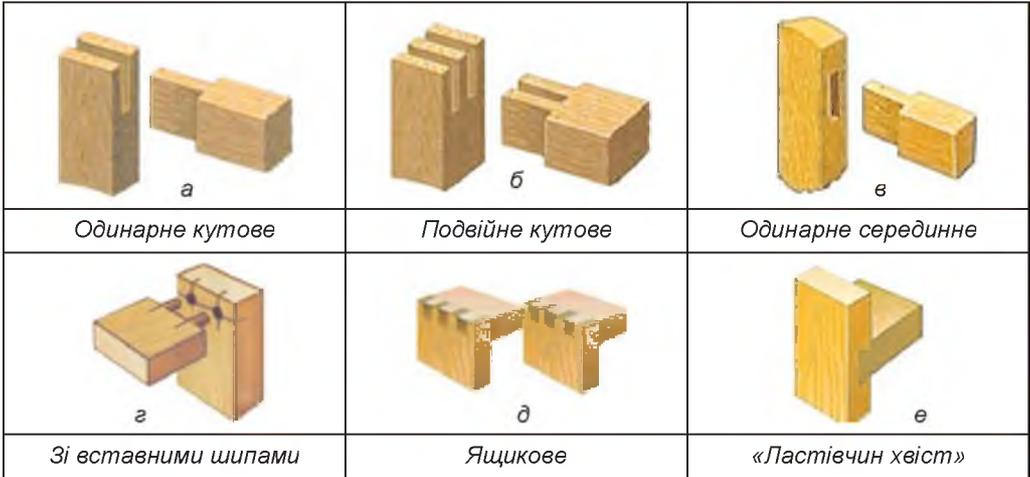 а
б
в
Одинарне кутове
Подвійне кутове
Одинарне серединне
г
д
е
Зі вставними шипами
Ящикове
«Ластівчин хвіст»